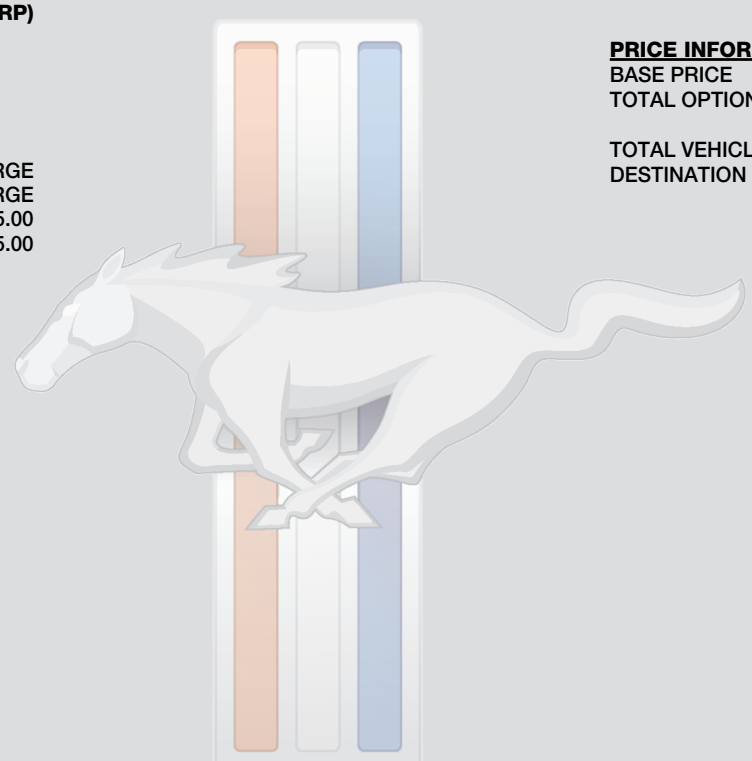 RP)
RGE
RGE
5.00
5.00
PRICE INFOR
BASE PRICE
TOTAL OPTION
TOTAL VEHICL
DESTINATION